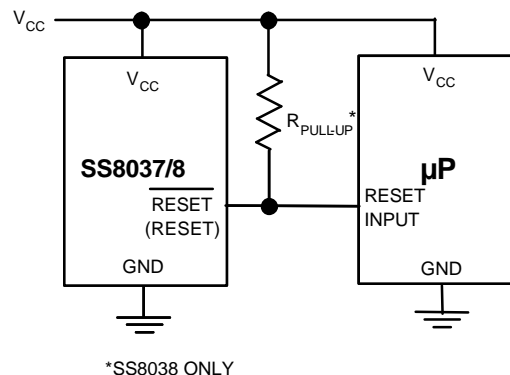 VCC
VCC
VCC
RPULL-UP*
SS8037/8
µP
RESET
(RESET)
RESET
INPUT
GND
GND
*SS8038 ONLY